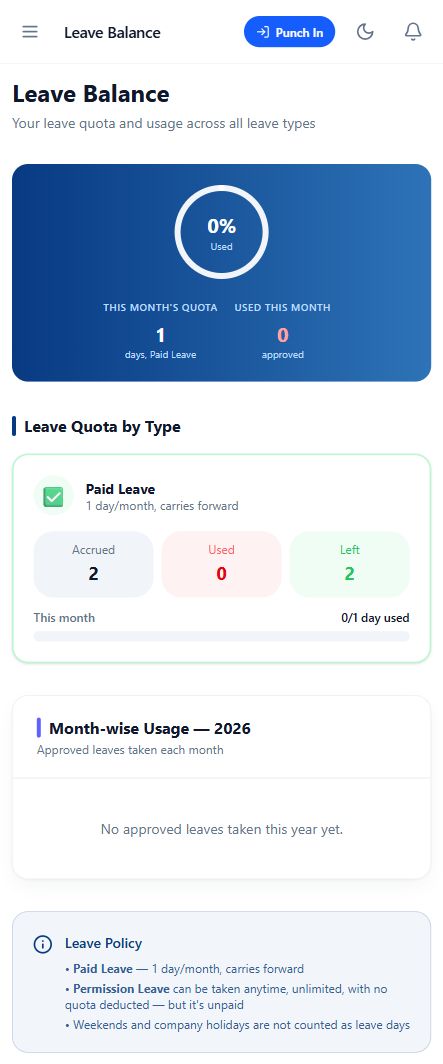 Leave Balance
Punch In
Leave Balance
Your leave quota and usage across all leave types
0%
Used
THIS MONTH'S QUOTA
1
days, Paid Leave
USED THIS MONTH
0
approved
Leave Quota by Type
Paid Leave
1 day/month, carries forward
Accrued
2
Used
0
Left
2
This month
0/1 day used
Month-wise Usage — 2026
Approved leaves taken each month
No approved leaves taken this year yet.
Leave Policy
• Paid Leave — 1 day/month, carries forward
• Permission Leave can be taken anytime, unlimited, with no
quota deducted — but it's unpaid
• Weekends and company holidays are not counted as leave days